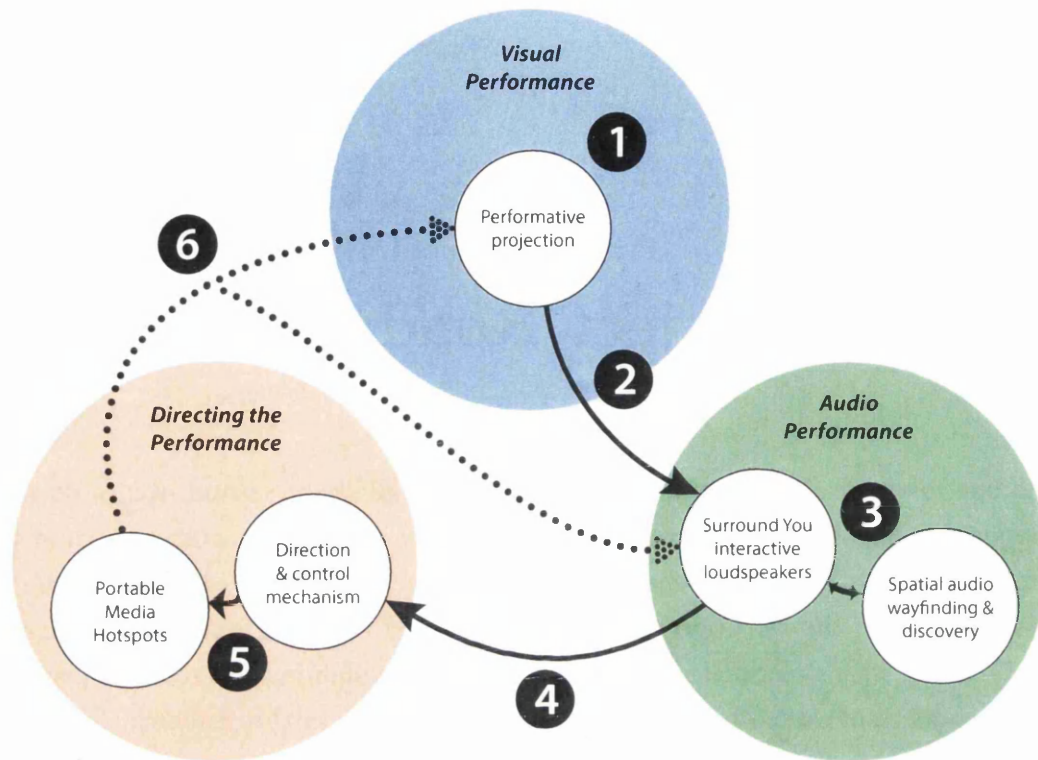 Visual
Performance
1
Performative
projection
6
2
Directing the
Performance
Audio
Performance
3
Surround You
interactive
loudspeakers
Direction
& control
mechanism
Portable
Media
Hotspots
Spatial audio
wayfinding &
discovery
5
4